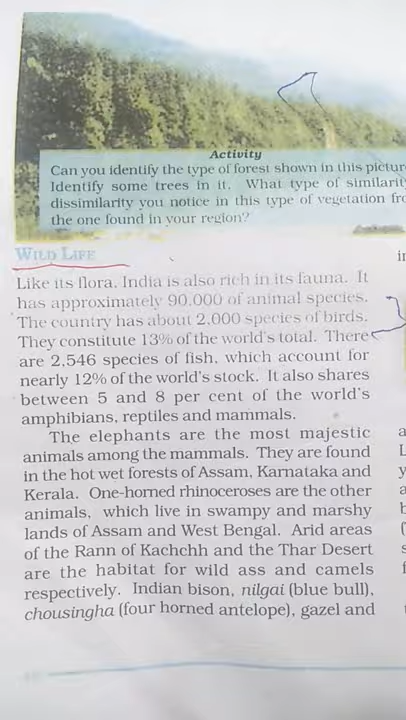 Activity
Can you identify the type of forest shown in this pictur
Identify some trees in it. What type of similarit
dissimilarity you notice in this type of vegetation fro
the one found in your region?
WILD LIFE
Like its flora, India is also rich in its fauna. It
has approximately 90,000 of animal species.
The country has about 2,000 species of birds.
They constitute 13% of the world's total. There
are 2,546 species of fish, which account for
nearly 12% of the world's stock. It also shares
between 5 and 8 per cent of the world's
amphibians, reptiles and mammals.
The elephants are the most majestic
animals among the mammals. They are found
in the hot wet forests of Assam, Karnataka and
Kerala. One-horned rhinoceroses are the other
animals, which live in swampy and marshy
lands of Assam and West Bengal. Arid areas
of the Rann of Kachchh and the Thar Desert
are the habitat for wild ass and camels
respectively. Indian bison, nilgai (blue bull),
chousingha (four horned antelope), gazel and